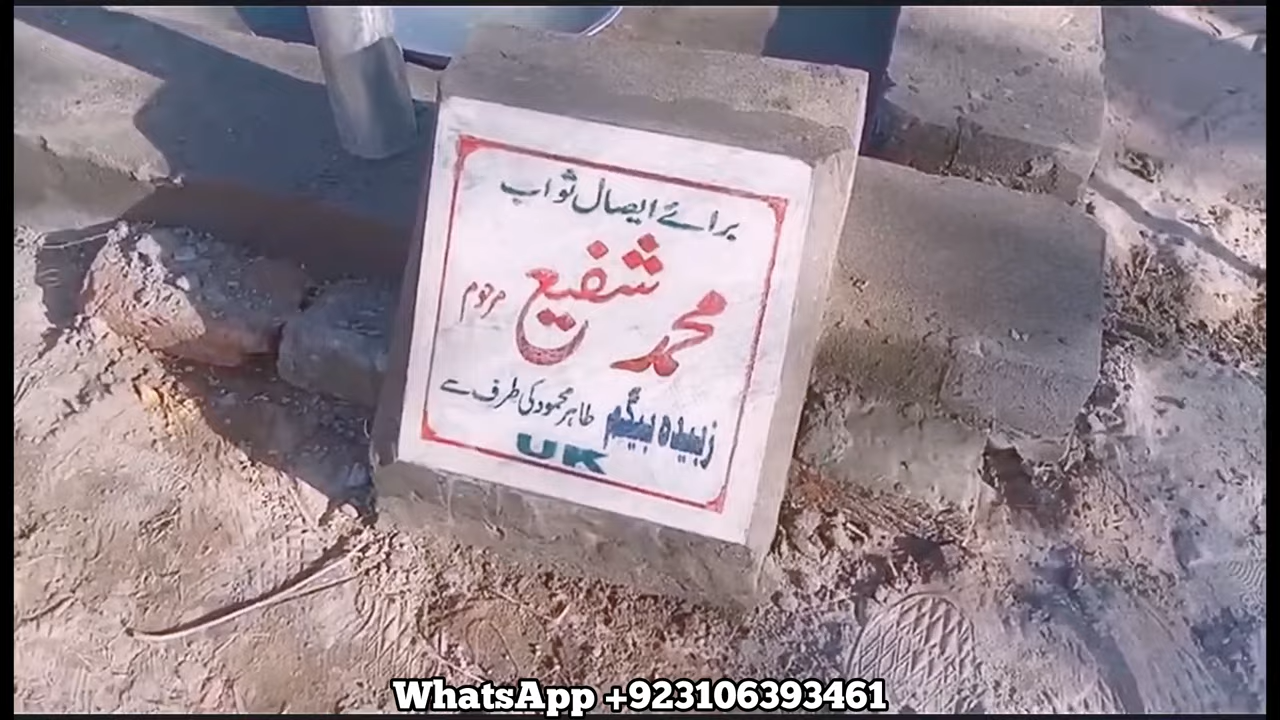 برائے ایصال ثواب
محمد شفیع مرحوم
زبیدہ بیگم طاہر محمود کی طرف سے
UK
WhatsApp +923106393461